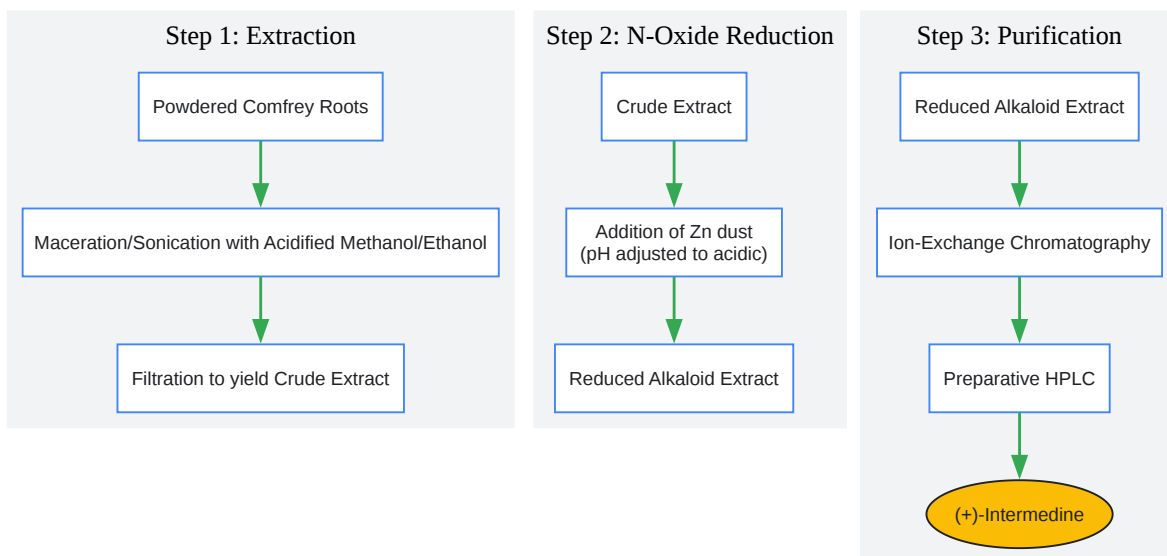 Step 1: Extraction
Powdered Comfrey Roots
Maceration/Sonication with Acidified Methanol/Ethanol
Filtration to yield Crude Extract
Step 2: N-Oxide Reduction
Crude Extract
Addition of Zn dust
(pH adjusted to acidic)
Reduced Alkaloid Extract
Step 3: Purification
Reduced Alkaloid Extract
Ion-Exchange Chromatography
Preparative HPLC
(+)-Intermedine